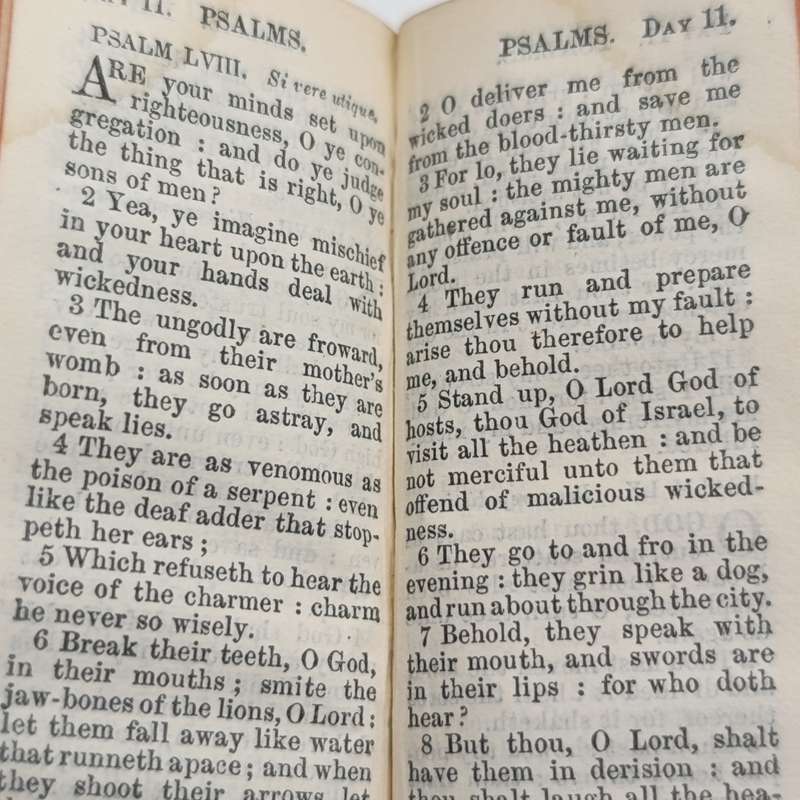 11. PSALMS.
PSALM LVIII. Si vere utique.
ARE your minds set upon
righteousness, O ye con-
gregation : and do ye judge
the thing that is right, O ye
sons of men?
2 Yea, ye imagine mischief
in your heart upon the earth :
and your hands deal with
wickedness.
3 The ungodly are froward,
even from their mother's
womb : as soon as they are
born, they go astray, and
speak lies.
4 They are as venomous as
the poison of a serpent : even
like the deaf adder that stop-
peth her ears ;
5 Which refuseth to hear the
voice of the charmer : charm
he never so wisely.
6 Break their teeth, O God,
in their mouths ; smite the
jaw-bones of the lions, O Lord :
let them fall away like water
that runneth apace ; and when
they shoot their arrows let
PSALMS. DAY 11.
2 O deliver me from the
wicked doers : and save me
from the blood-thirsty men.
3 For lo, they lie waiting for
my soul : the mighty men are
gathered against me, without
any offence or fault of me, O
Lord.
4 They run and prepare
themselves without my fault :
arise thou therefore to help
me, and behold.
5 Stand up, O Lord God of
hosts, thou God of Israel, to
visit all the heathen : and be
not merciful unto them that
offend of malicious wicked-
ness.
6 They go to and fro in the
evening : they grin like a dog,
and run about through the city.
7 Behold, they speak with
their mouth, and swords are
in their lips : for who doth
hear?
8 But thou, O Lord, shalt
have them in derision : and
thou shalt laugh all the hea-